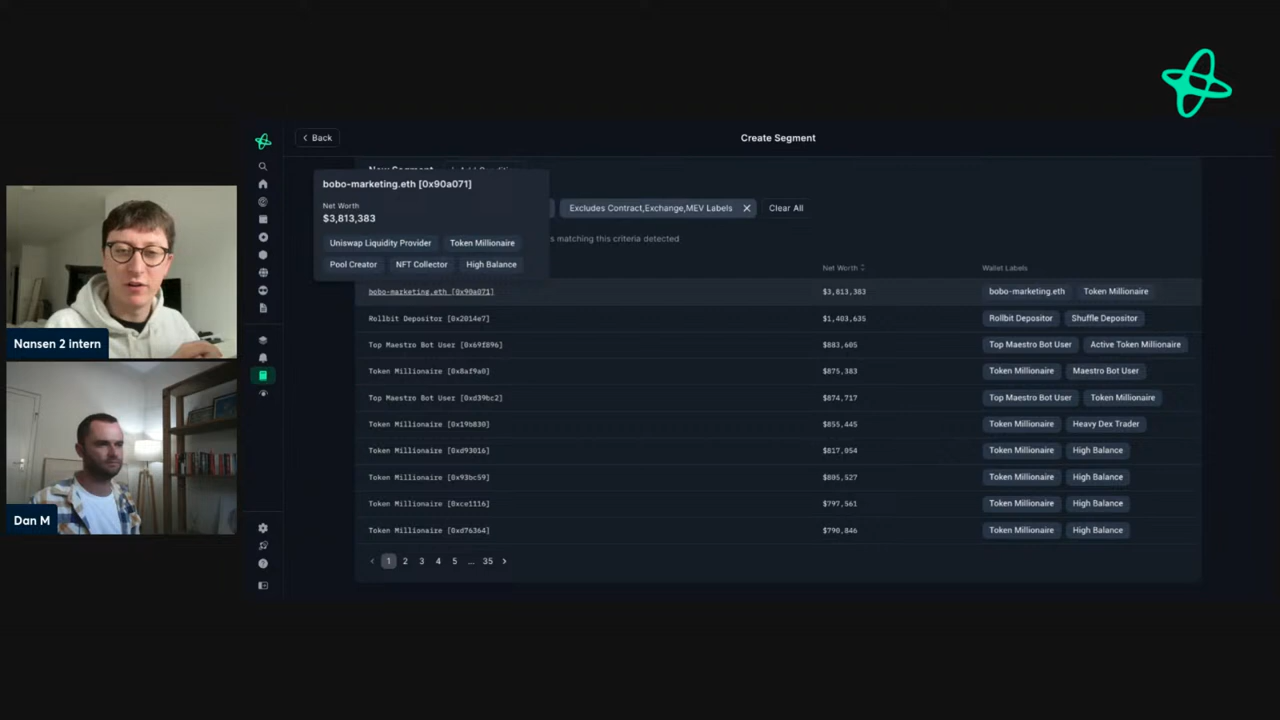 Back
Create Segment
New Segment
bobo-marketing.eth [0x90a071]
Net Worth
$3,813,383
Uniswap Liquidity Provider
Token Millionaire
Pool Creator
NFT Collector
High Balance
Excludes Contract,Exchange,MEV Labels
Clear All
matching this criteria detected
Net Worth
Wallet Labels
bobo-marketing.eth [0x90a071] $3,813,383 bobo-marketing.eth Token Millionaire
Rollbit Depositor [0x2014e7] $1,403,635 Rollbit Depositor Shuffle Depositor
Top Maestro Bot User [0x69f896] $883,605 Top Maestro Bot User Active Token Millionaire
Token Millionaire [0x8af9a0] $875,383 Token Millionaire Maestro Bot User
Top Maestro Bot User [0xd39bc2] $874,717 Top Maestro Bot User Token Millionaire
Token Millionaire [0x19b830] $855,445 Token Millionaire Heavy Dex Trader
Token Millionaire [0xd93016] $817,054 Token Millionaire High Balance
Token Millionaire [0x93bc59] $805,527 Token Millionaire High Balance
Token Millionaire [0xce1116] $797,561 Token Millionaire High Balance
Token Millionaire [0xd76364] $790,846 Token Millionaire High Balance
1 2 3 4 5 ... 35
Nansen 2 Intern
Dan M